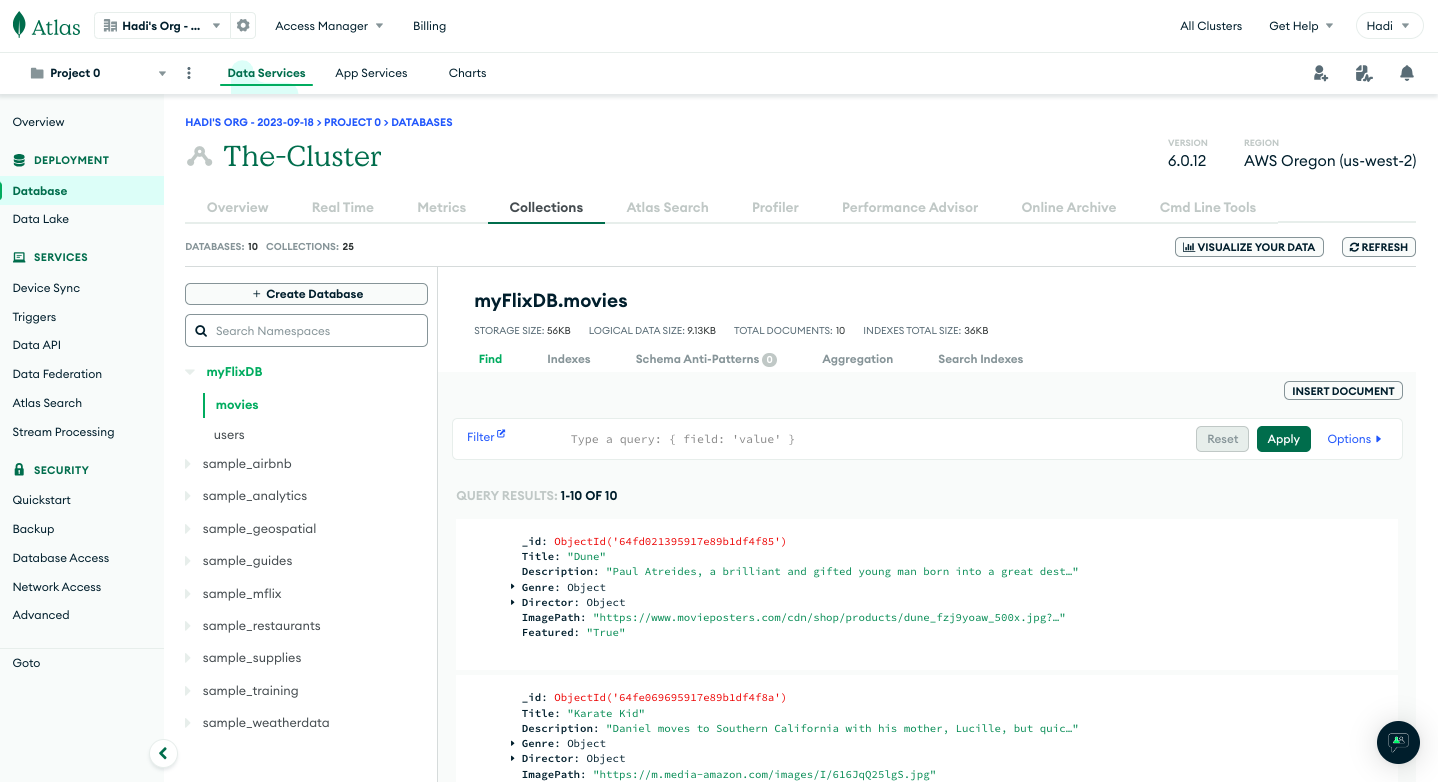 Atlas
Hadi's Org - ...
Access Manager
Billing
All Clusters
Get Help
Hadi
Project 0
Data Services
App Services
Charts
Overview
DEPLOYMENT
Database
Data Lake
SERVICES
Device Sync
Triggers
Data API
Data Federation
Atlas Search
Stream Processing
SECURITY
Quickstart
Backup
Database Access
Network Access
Advanced
Goto
HADI'S ORG - 2023-09-18 > PROJECT 0 > DATABASES
The-Cluster
VERSION
6.0.12
REGION
AWS Oregon (us-west-2)
Overview
Real Time
Metrics
Collections
Atlas Search
Profiler
Performance Advisor
Online Archive
Cmd Line Tools
DATABASES: 10 COLLECTIONS: 25
VISUALIZE YOUR DATA
REFRESH
+ Create Database
Search Namespaces
myFlixDB
movies
users
sample_airbnb
sample_analytics
sample_geospatial
sample_guides
sample_mflix
sample_restaurants
sample_supplies
sample_training
sample_weatherdata
myFlixDB.movies
STORAGE SIZE: 56KB LOGICAL DATA SIZE: 9.13KB TOTAL DOCUMENTS: 10 INDEXES TOTAL SIZE: 36KB
Find
Indexes
Schema Anti-Patterns 0
Aggregation
Search Indexes
INSERT DOCUMENT
Filter
Type a query: { field: 'value' }
Reset
Apply
Options
QUERY RESULTS: 1-10 OF 10
_id: ObjectId('64fd021395917e89b1df4f85')
Title: "Dune"
Description: "Paul Atreides, a brilliant and gifted young man born into a great dest…"
Genre: Object
Director: Object
ImagePath: "https://www.movieposters.com/cdn/shop/products/dune_fzj9yoaw_500x.jpg?…"
Featured: "True"
_id: ObjectId('64fe069695917e89b1df4f8a')
Title: "Karate Kid"
Description: "Daniel moves to Southern California with his mother, Lucille, but quic…"
Genre: Object
Director: Object
ImagePath: "https://m.media-amazon.com/images/I/616JqQ25lgS.jpg"